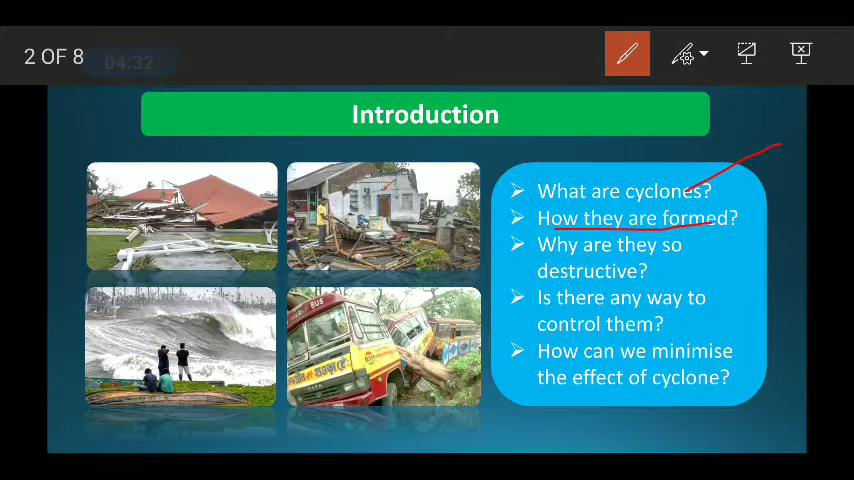 2 OF 8
04:32
Introduction
What are cyclones?
How they are formed?
Why are they so
destructive?
Is there any way to
control them?
How can we minimise
the effect of cyclone?
BUS